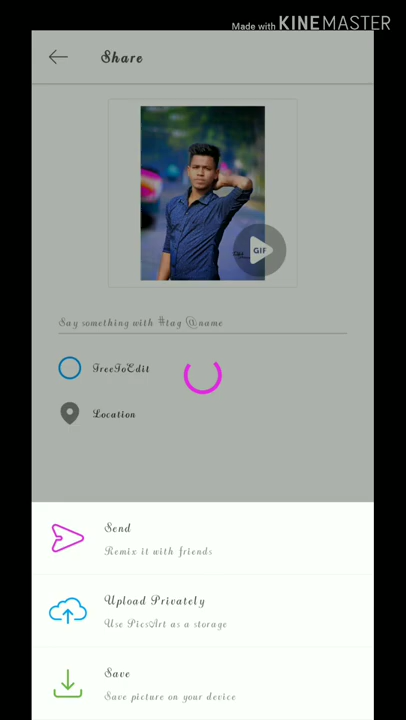 Made with KINEMASTER
Share
GIF
Say something with #tag @name
FreeToEdit
Location
Send
Remix it with friends
Upload Privately
Use PicsArt as a storage
Save
Save picture on your device